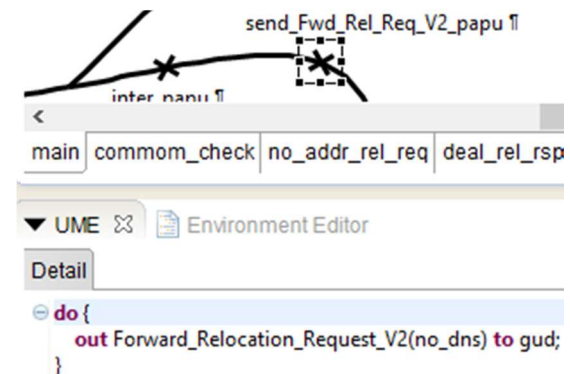 send_Fwd_Rel_Req_V2_papu ¶
inter_papu ¶
<
main commom_check no_addr_rel_req deal_rel_rsp
UME Environment Editor
Detail
do {
out Forward_Relocation_Request_V2(no_dns) to gud;
}